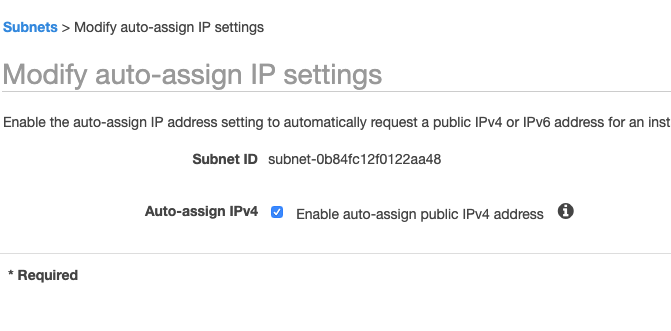 Subnets > Modify auto-assign IP settings
Modify auto-assign IP settings
Enable the auto-assign IP address setting to automatically request a public IPv4 or IPv6 address for an inst
Subnet ID subnet-0b84fc12f0122aa48
Auto-assign IPv4 Enable auto-assign public IPv4 address
* Required